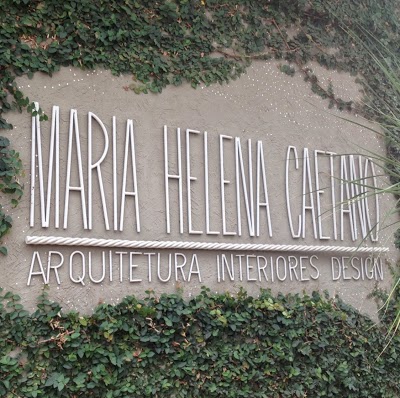 MARIA HELENA CAETANO
ARQUITETURA INTERIORES DESIGN